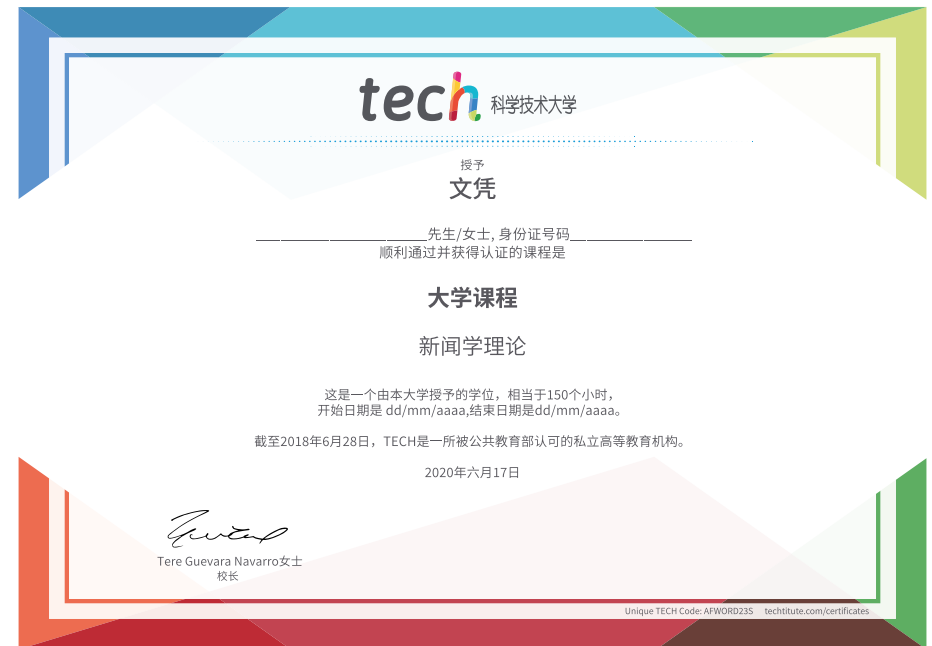 tech 科学技术大学
授予
文凭
________________________先生/女士, 身份证号码_______________
顺利通过并获得认证的课程是
大学课程
新闻学理论
这是一个由本大学授予的学位，相当于150个小时，
开始日期是 dd/mm/aaaa,结束日期是dd/mm/aaaa。
截至2018年6月28日，TECH是一所被公共教育部认可的私立高等教育机构。
2020年六月17日
Tere Guevara Navarro女士
校长
Unique TECH Code: AFWORD23S techtitute.com/certificates